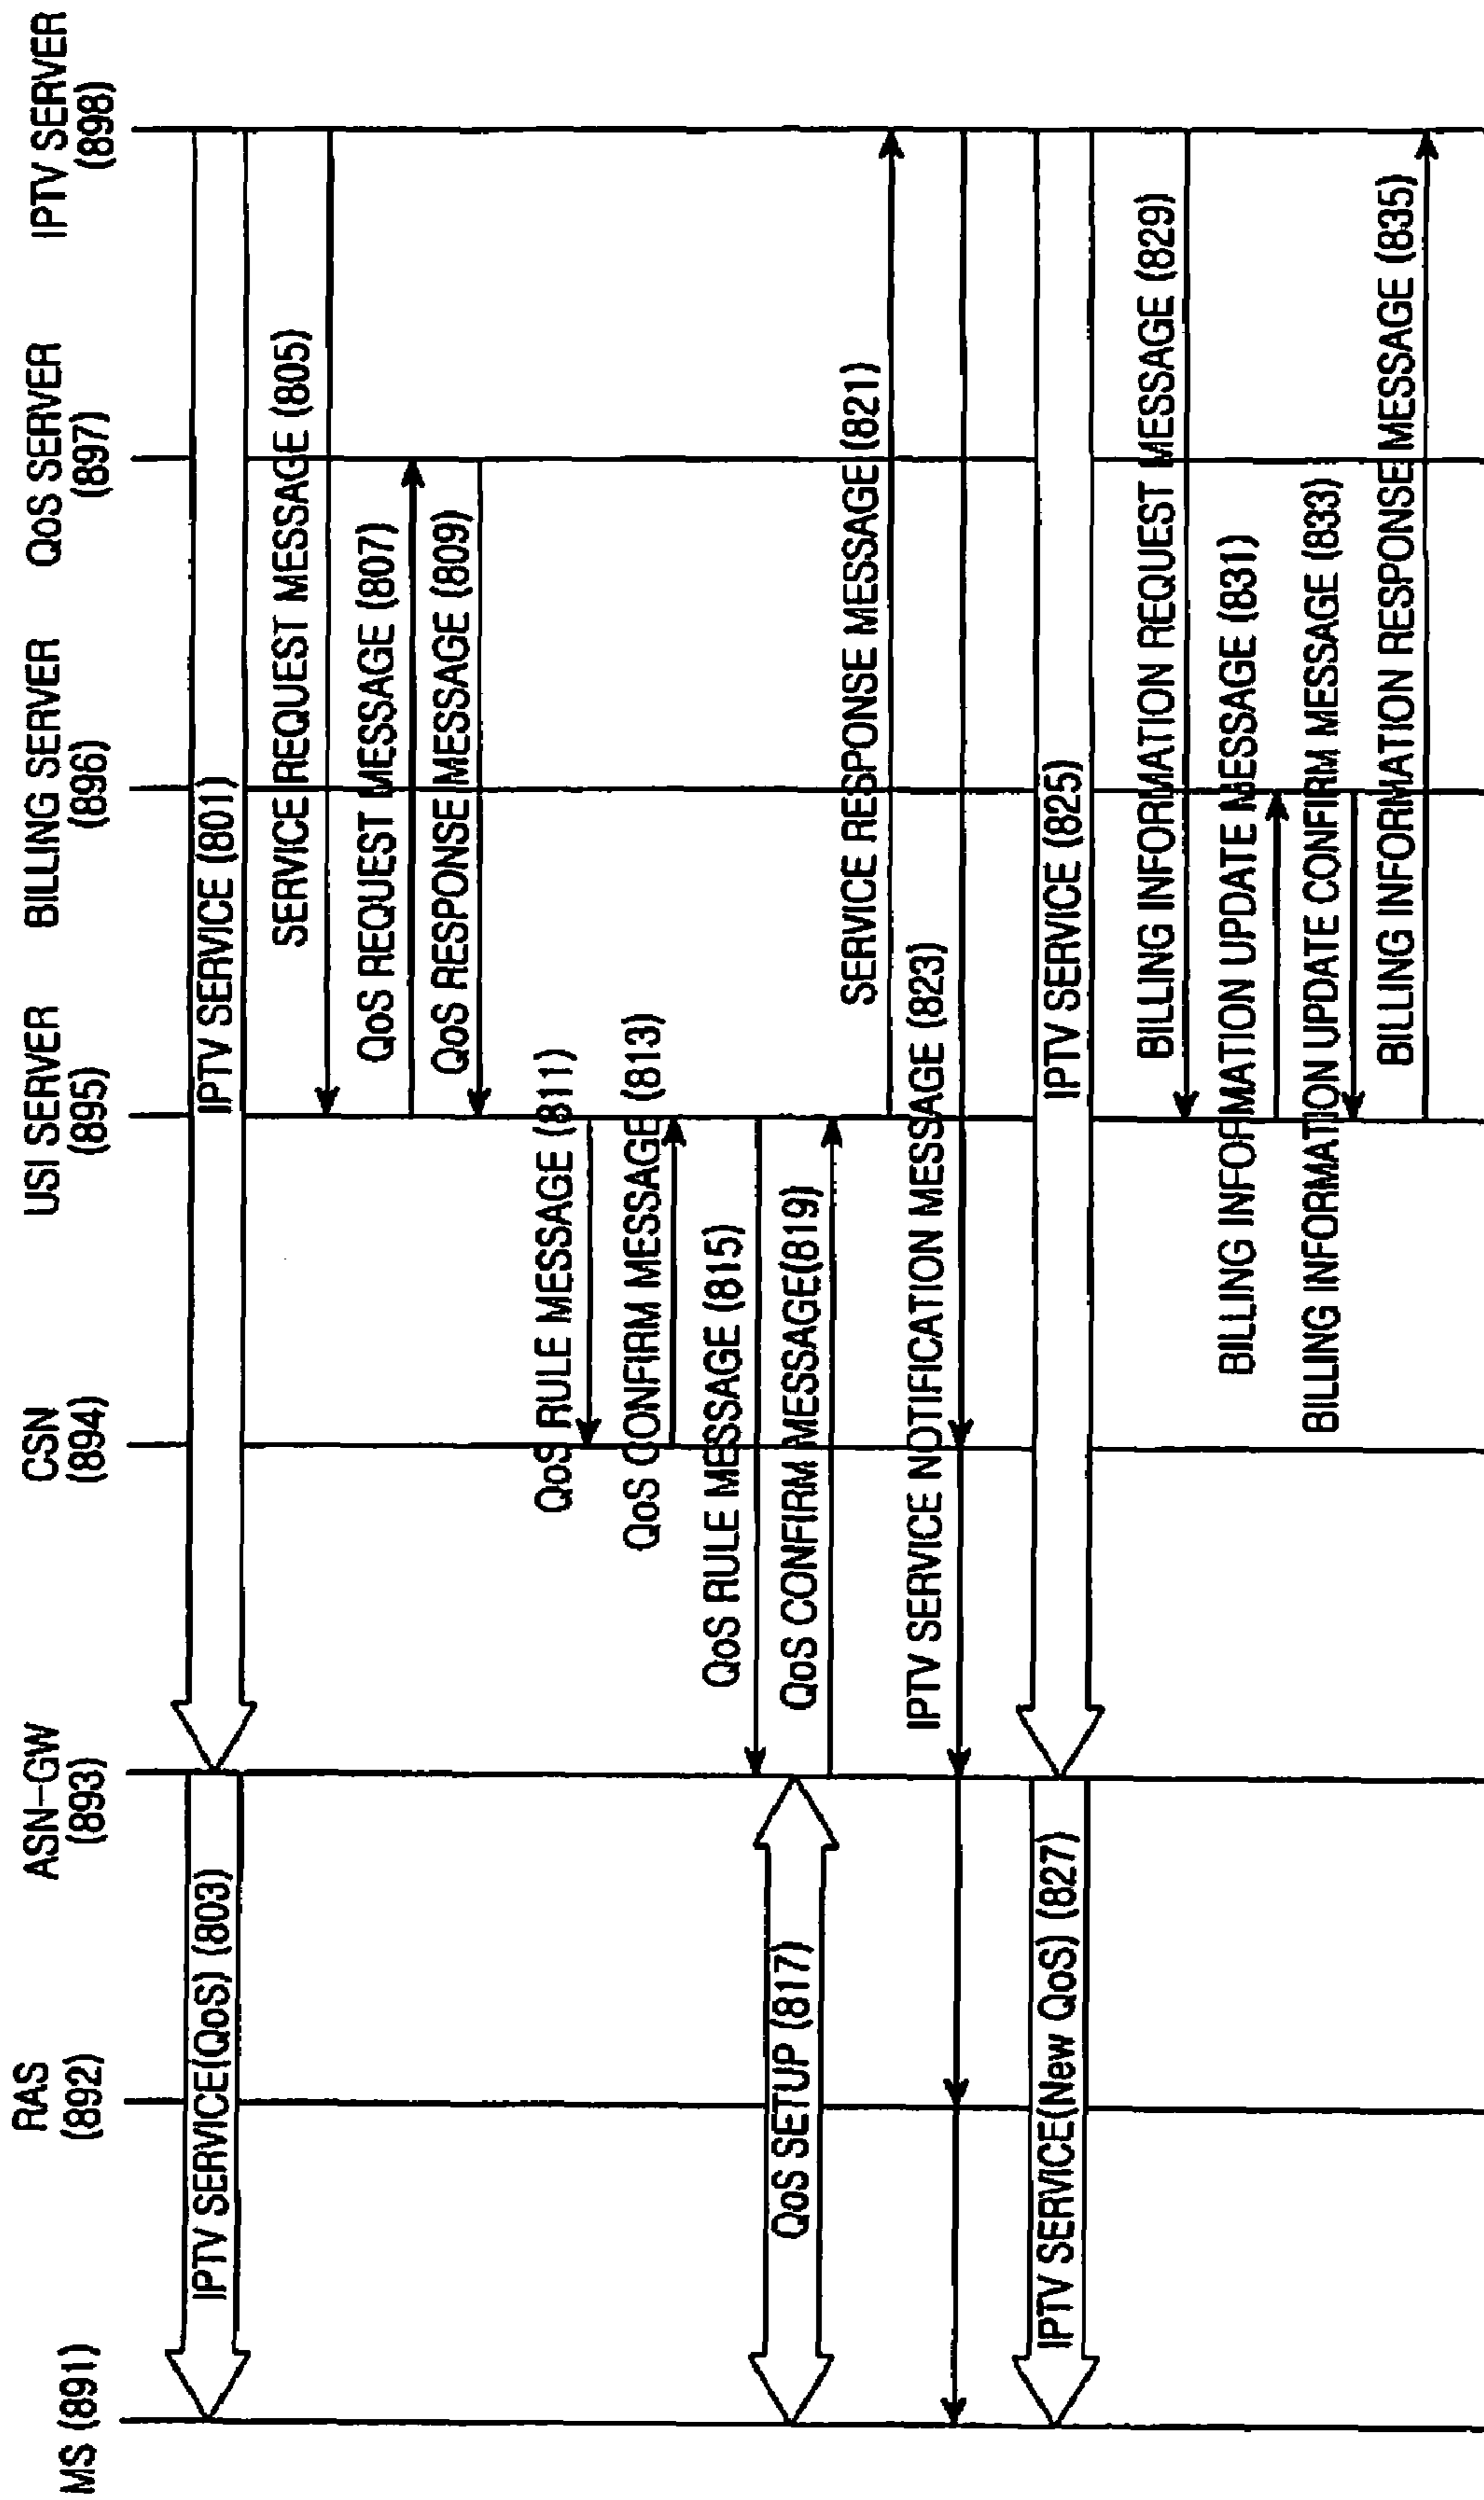 MS (891)
RAS
(892)
ASN-GW
(893)
CSN
(894)
USI SERVER
(895)
BILLING SERVER
(896)
QoS SERVER
(897)
IPTV SERVER
(898)
IPTV SERVICE (801)
IPTV SERVICE(QoS) (803)
SERVICE REQUEST MESSAGE (805)
QoS REQUEST MESSAGE (807)
QoS RESPONSE MESSAGE (809)
QoS RULE MESSAGE (811)
QoS CONFIRM MESSAGE (813)
QoS RULE MESSAGE (815)
QoS SETUP (817)
QoS CONFIRM MESSAGE(819)
SERVICE RESPONSE MESSAGE (821)
IPTV SERVICE NOTIFICATION MESSAGE (823)
IPTV SERVICE (825)
IPTV SERVICE(New QoS) (827)
BILLING INFORMATION REQUEST MESSAGE (829)
BILLING INFORMATION UPDATE MESSAGE (831)
BILLING INFORMATION UPDATE CONFIRM MESSAGE (833)
BILLING INFORMATION RESPONSE MESSAGE (835)